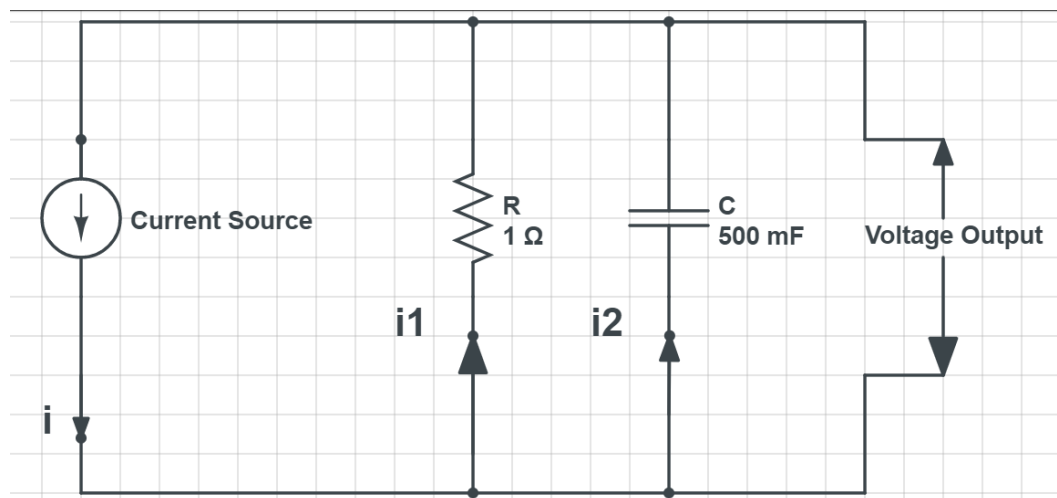 Current Source
R
1 Ω
C
500 mF
Voltage Output
i1
i2
i